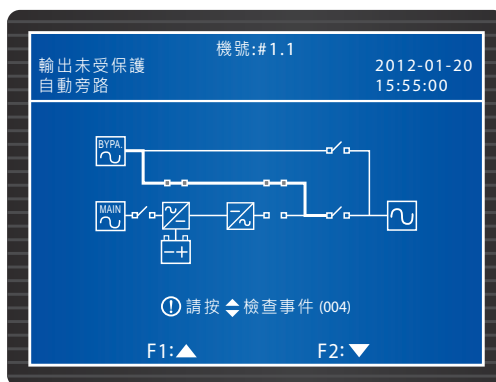 機號:#1.1
輸出未受保護
2012-01-20
自動旁路
15:55:00
BYPA.
MAIN
請按檢查事件 (004)
F1:▲ F2:▼